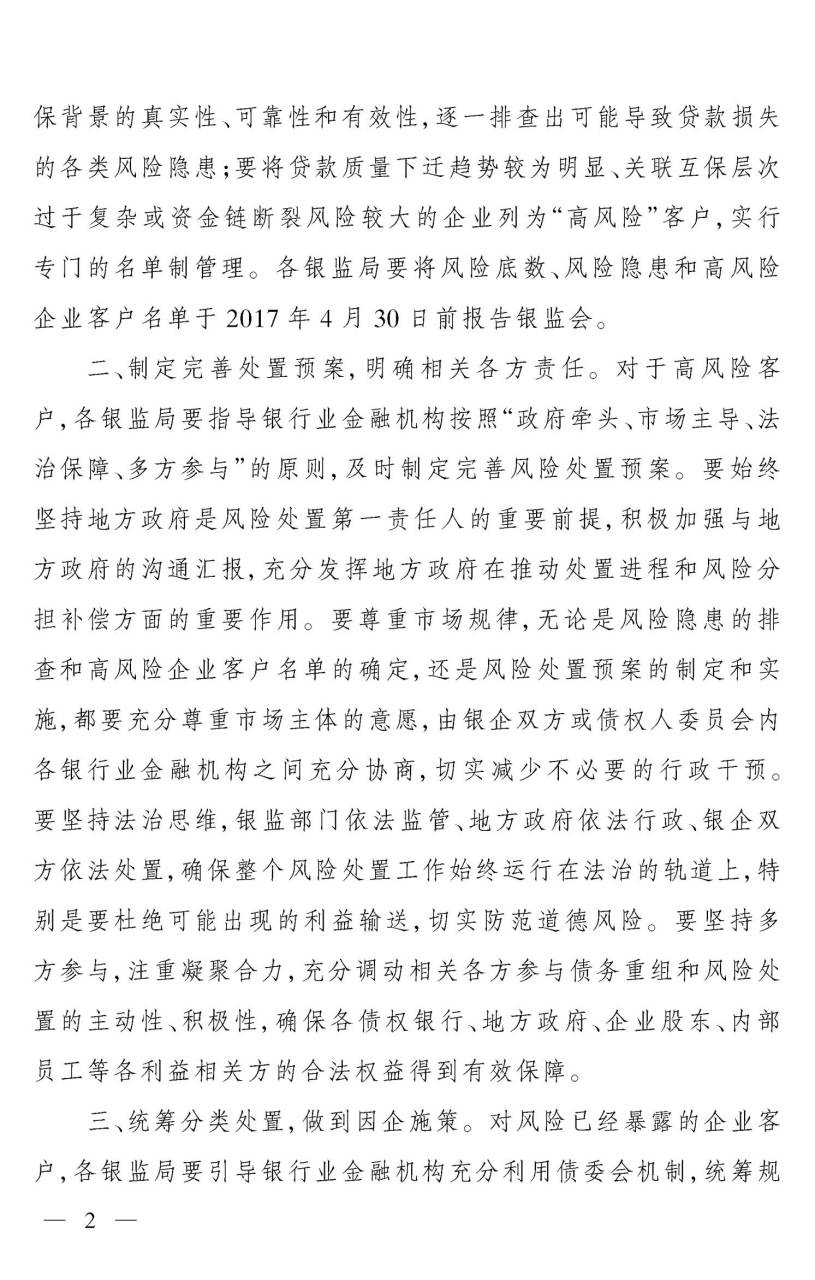 保背景的真实性、可靠性和有效性,逐一排查出可能导致贷款损失
的各类风险隐患;要将贷款质量下迁趋势较为明显、关联互保层次
过于复杂或资金链断裂风险较大的企业列为“高风险”客户,实行
专门的名单制管理。各银监局要将风险底数、风险隐患和高风险
企业客户名单于 2017 年 4 月 30 日前报告银监会。
二、制定完善处置预案,明确相关各方责任。对于高风险客
户,各银监局要指导银行业金融机构按照“政府牵头、市场主导、法
治保障、多方参与”的原则,及时制定完善风险处置预案。要始终
坚持地方政府是风险处置第一责任人的重要前提,积极加强与地
方政府的沟通汇报,充分发挥地方政府在推动处置进程和风险分
担补偿方面的重要作用。要尊重市场规律,无论是风险隐患的排
查和高风险企业客户名单的确定,还是风险处置预案的制定和实
施,都要充分尊重市场主体的意愿,由银企双方或债权人委员会内
各银行业金融机构之间充分协商,切实减少不必要的行政干预。
要坚持法治思维,银监部门依法监管、地方政府依法行政、银企双
方依法处置,确保整个风险处置工作始终运行在法治的轨道上,特
别是要杜绝可能出现的利益输送,切实防范道德风险。要坚持多
方参与,注重凝聚合力,充分调动相关各方参与债务重组和风险处
置的主动性、积极性,确保各债权银行、地方政府、企业股东、内部
员工等各利益相关方的合法权益得到有效保障。
三、统筹分类处置,做到因企施策。对风险已经暴露的企业客
户,各银监局要引导银行业金融机构充分利用债委会机制,统筹规
— 2 —